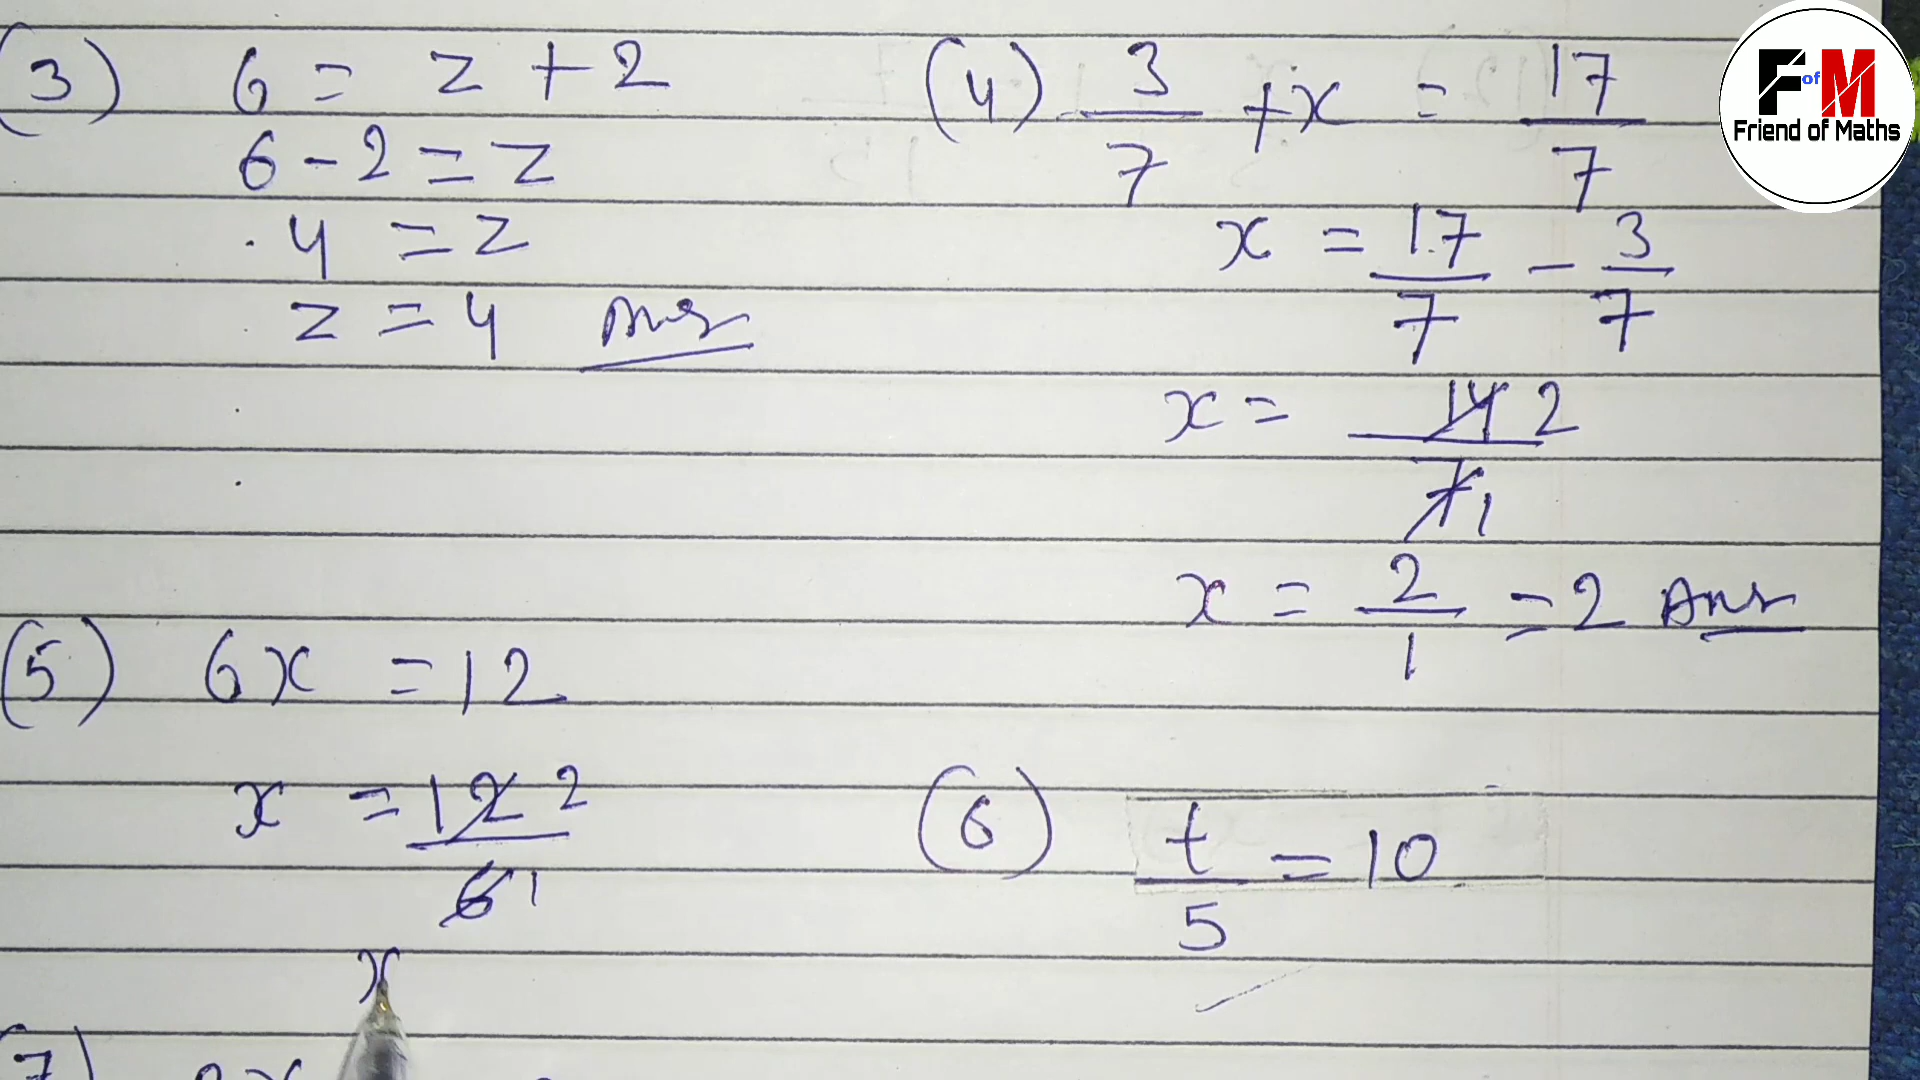 (3) 6 = z + 2
6 - 2 = z
4 = z
z = 4 Ans
(4) 3/7 + x = 17/7
x = 17/7 - 3/7
x = 14 2 / 7 1
x = 2/1 = 2 Ans
(5) 6x = 12
x = 12 2 / 6 1
x
(6) t/5 = 10
(7)
F of M
Friend of Maths